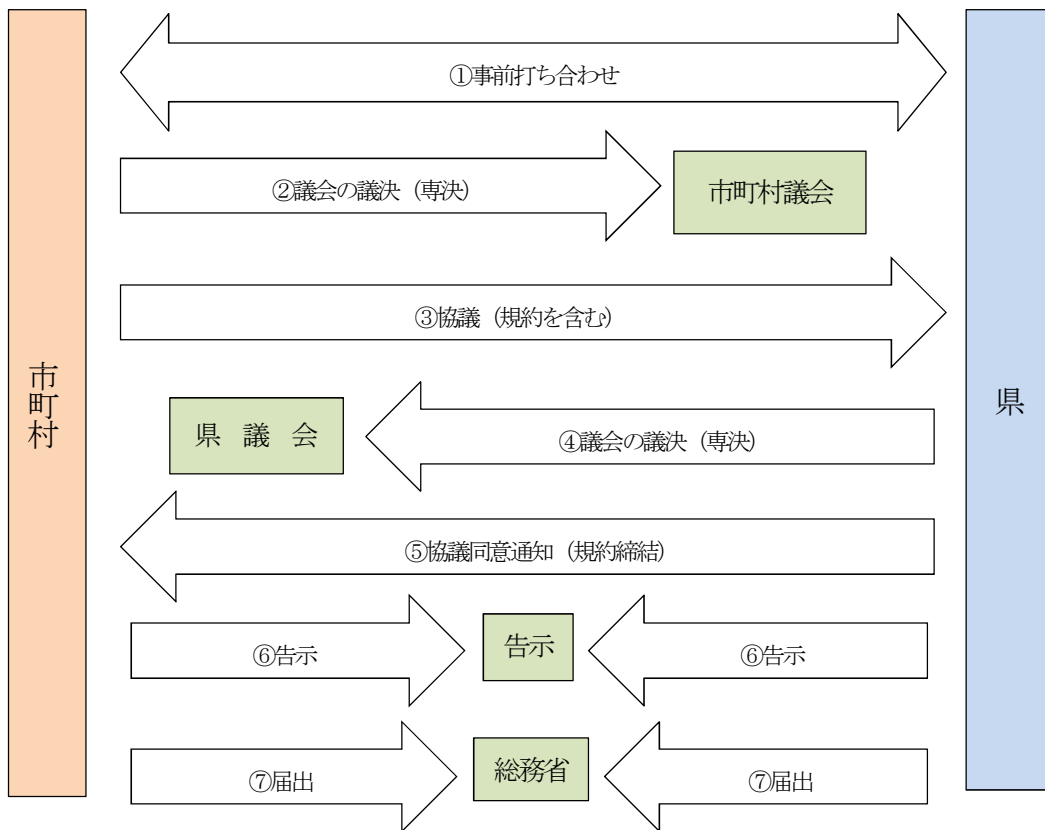 ①事前打ち合わせ
②議会の議決（専決）
市町村議会
③協議（規約を含む）
市町村
県
県　議　会
④議会の議決（専決）
⑤協議同意通知（規約締結）
⑥告示
告示
⑥告示
⑦届出
総務省
⑦届出